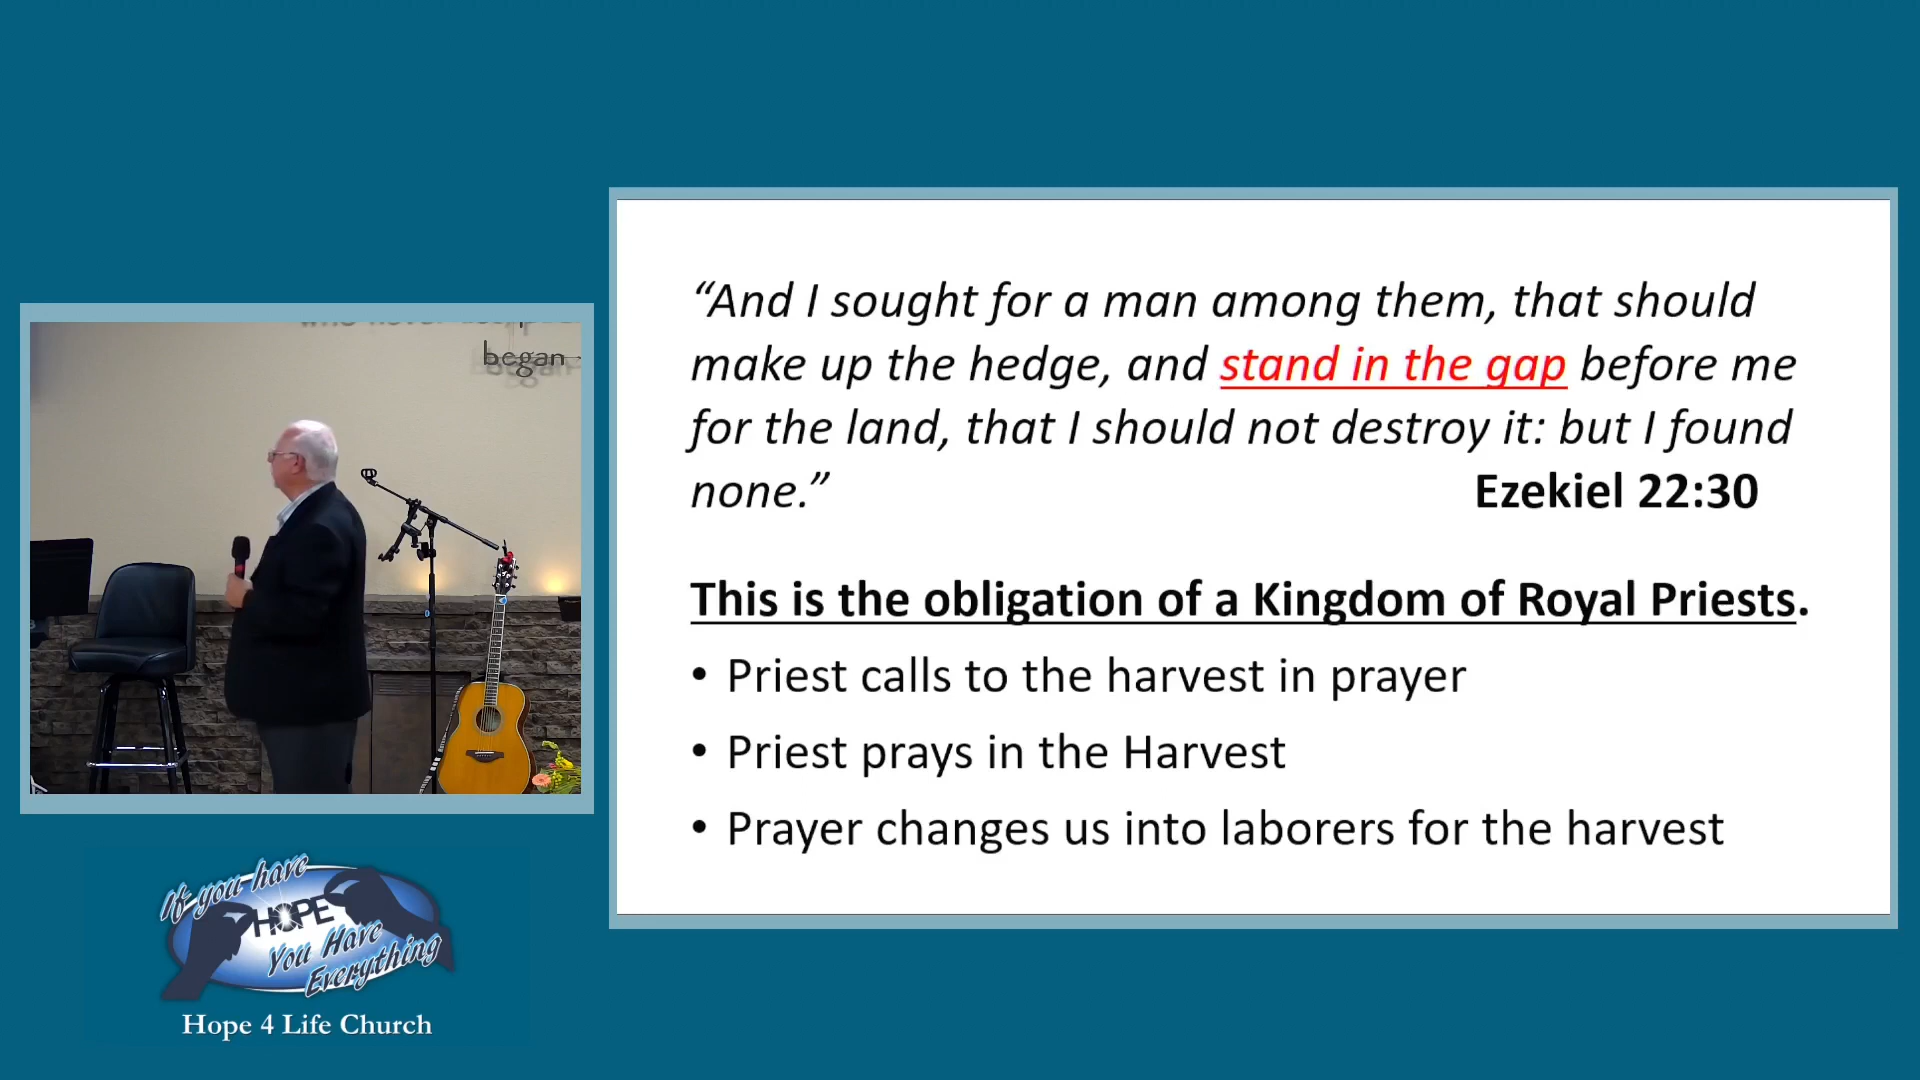 began
If you have
HOPE
You Have
Everything
Hope 4 Life Church
“And I sought for a man among them, that should
make up the hedge, and stand in the gap before me
for the land, that I should not destroy it: but I found
none.” Ezekiel 22:30
This is the obligation of a Kingdom of Royal Priests.
• Priest calls to the harvest in prayer
• Priest prays in the Harvest
• Prayer changes us into laborers for the harvest